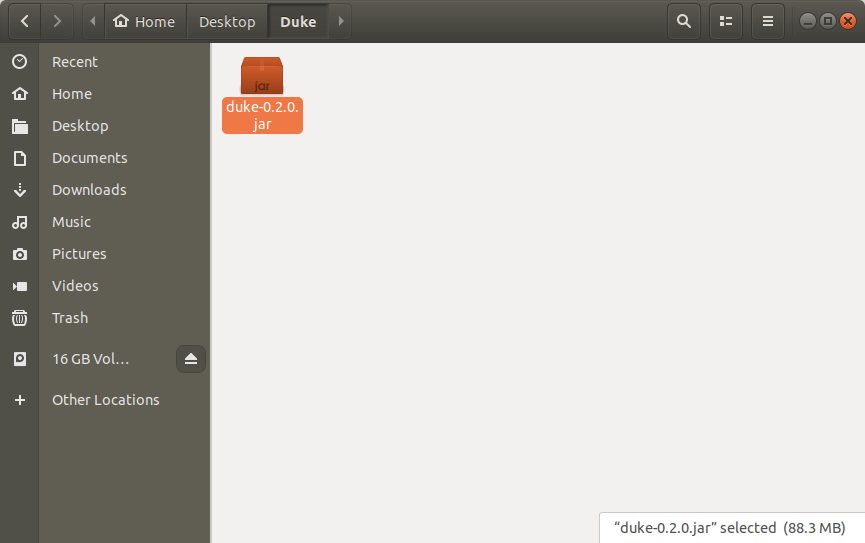 Home
Desktop
Duke
Recent
Home
Desktop
Documents
Downloads
Music
Pictures
Videos
Trash
16 GB Vol…
Other Locations
jar
duke-0.2.0.
jar
“duke-0.2.0.jar” selected (88.3 MB)